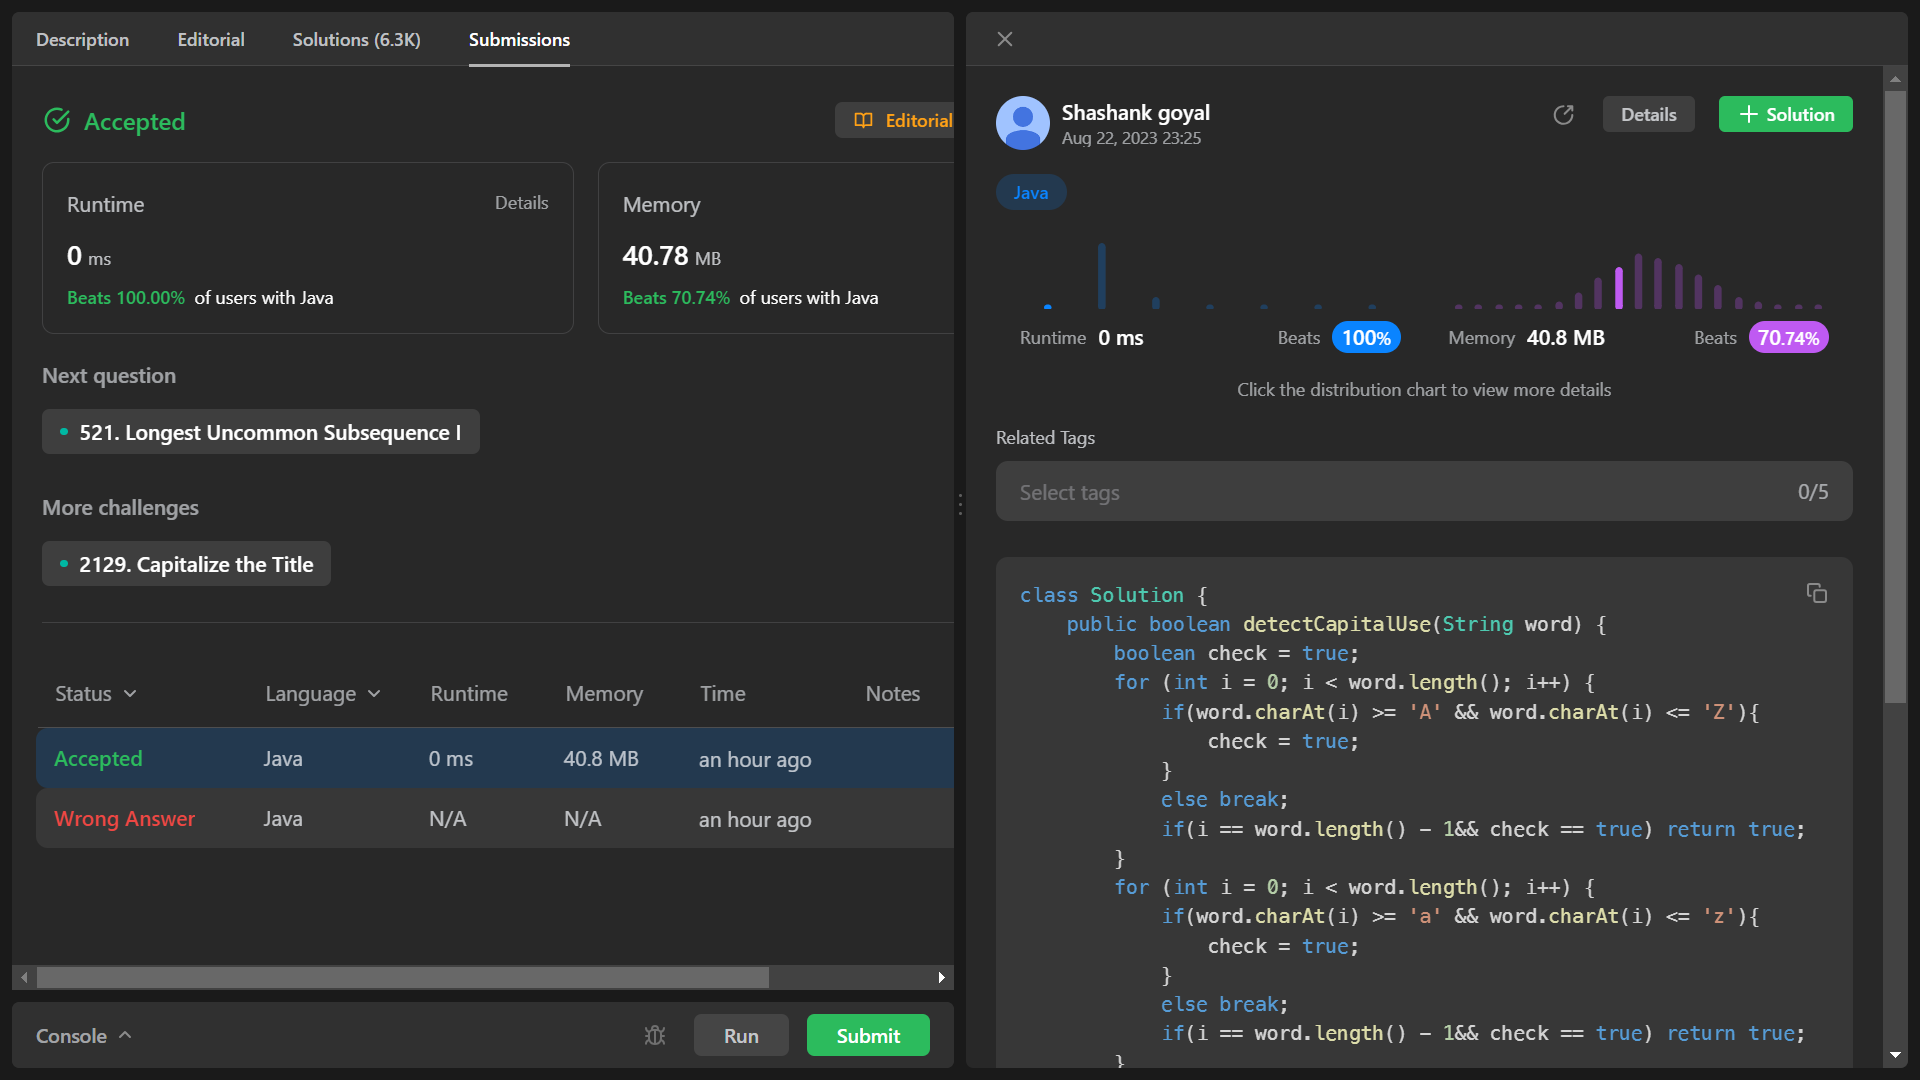 Description Editorial Solutions (6.3K) Submissions
Accepted
Editorial
Runtime Details
0 ms
Beats 100.00% of users with Java
Memory
40.78 MB
Beats 70.74% of users with Java
Next question
521. Longest Uncommon Subsequence I
More challenges
2129. Capitalize the Title
Status Language Runtime Memory Time Notes
Accepted Java 0 ms 40.8 MB an hour ago
Wrong Answer Java N/A N/A an hour ago
Console Run Submit
Shashank goyal
Aug 22, 2023 23:25
Details + Solution
Java
Runtime 0 ms Beats 100% Memory 40.8 MB Beats 70.74%
Click the distribution chart to view more details
Related Tags
Select tags 0/5
class Solution {
    public boolean detectCapitalUse(String word) {
        boolean check = true;
        for (int i = 0; i < word.length(); i++) {
            if(word.charAt(i) >= 'A' && word.charAt(i) <= 'Z'){
                check = true;
            }
            else break;
            if(i == word.length() - 1&& check == true) return true;
        }
        for (int i = 0; i < word.length(); i++) {
            if(word.charAt(i) >= 'a' && word.charAt(i) <= 'z'){
                check = true;
            }
            else break;
            if(i == word.length() - 1&& check == true) return true;
        }